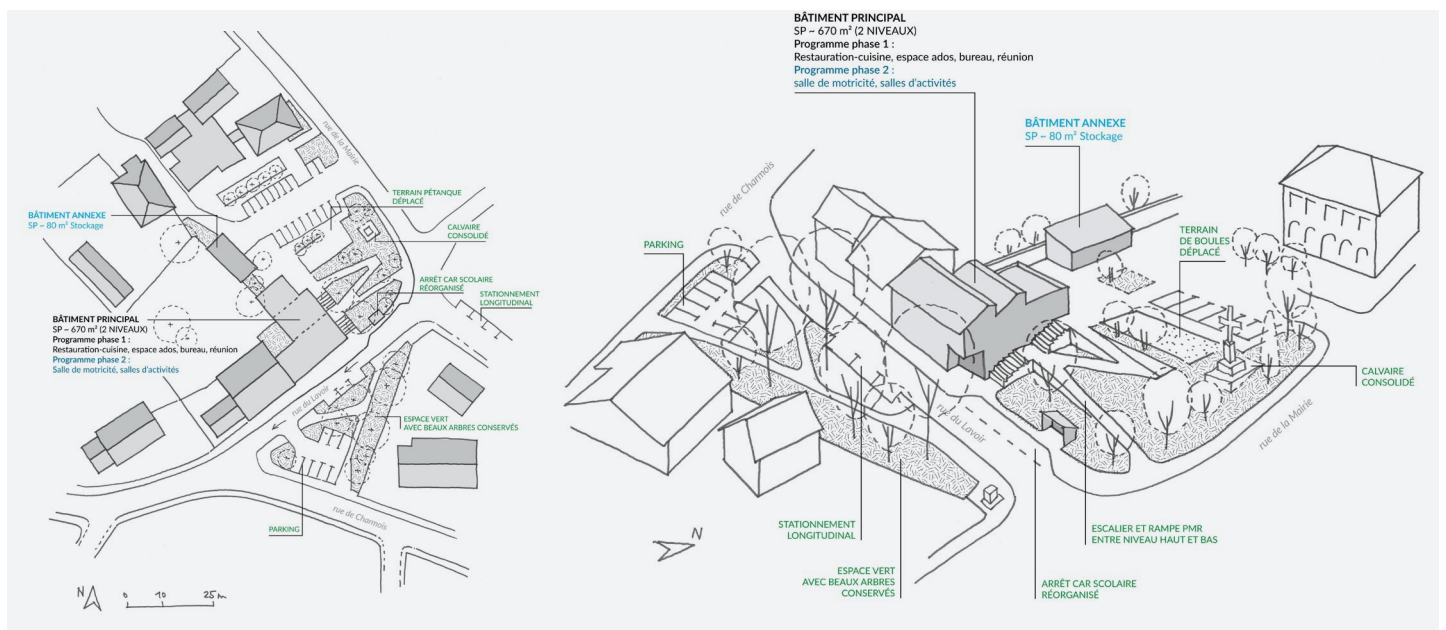 rue de la Mairie
TERRAIN PÉTANQUE
DÉPLACÉ
BÂTIMENT ANNEXE
SP ~ 80 m² Stockage
CALVAIRE
CONSOLIDÉ
ARRÊT CAR SCOLAIRE
RÉORGANISÉ
STATIONNEMENT
LONGITUDINAL
BÂTIMENT PRINCIPAL
SP ~ 670 m² (2 NIVEAUX)
Programme phase 1 :
Restauration-cuisine, espace ados, bureau, réunion
Programme phase 2 :
Salle de motricité, salles d'activités
rue du Lavoir
ESPACE VERT
AVEC BEAUX ARBRES CONSERVÉS
rue de Charmois
PARKING
N
0 10 25 m
BÂTIMENT PRINCIPAL
SP ~ 670 m² (2 NIVEAUX)
Programme phase 1 :
Restauration-cuisine, espace ados, bureau, réunion
Programme phase 2 :
salle de motricité, salles d'activités
BÂTIMENT ANNEXE
SP ~ 80 m² Stockage
rue de Charmois
PARKING
TERRAIN
DE BOULES
DÉPLACÉ
CALVAIRE
CONSOLIDÉ
rue du Lavoir
rue de la Mairie
N
STATIONNEMENT
LONGITUDINAL
ESCALIER ET RAMPE PMR
ENTRE NIVEAU HAUT ET BAS
ESPACE VERT
AVEC BEAUX ARBRES
CONSERVÉS
ARRÊT CAR SCOLAIRE
RÉORGANISÉ